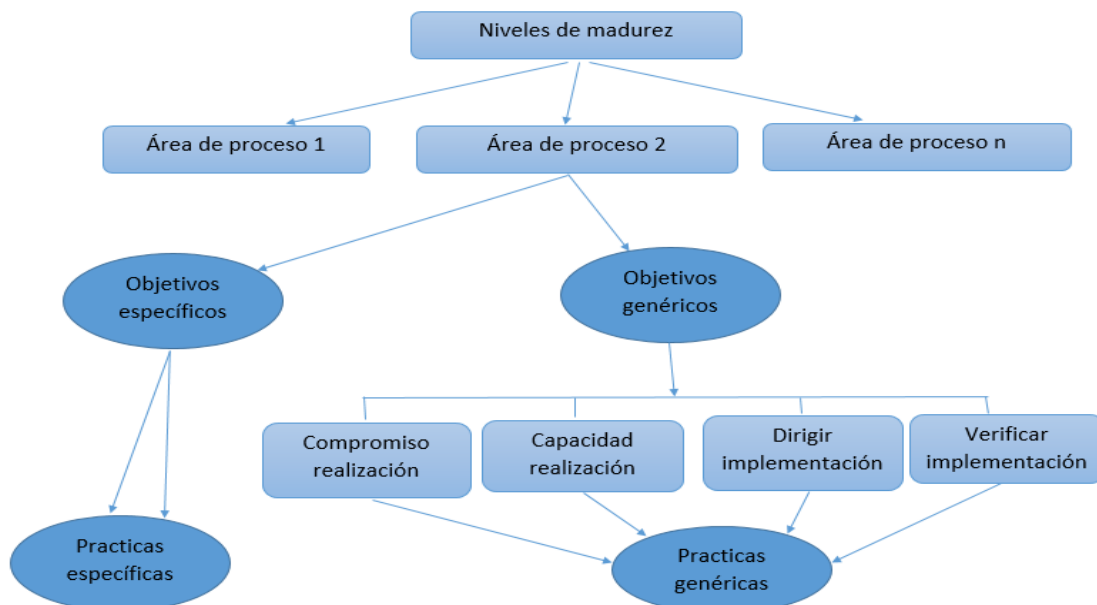 Niveles de madurez
Área de proceso 1
Área de proceso 2
Área de proceso n
Objetivos
específicos
Objetivos
genéricos
Compromiso
realización
Capacidad
realización
Dirigir
implementación
Verificar
implementación
Practicas
específicas
Practicas
genéricas